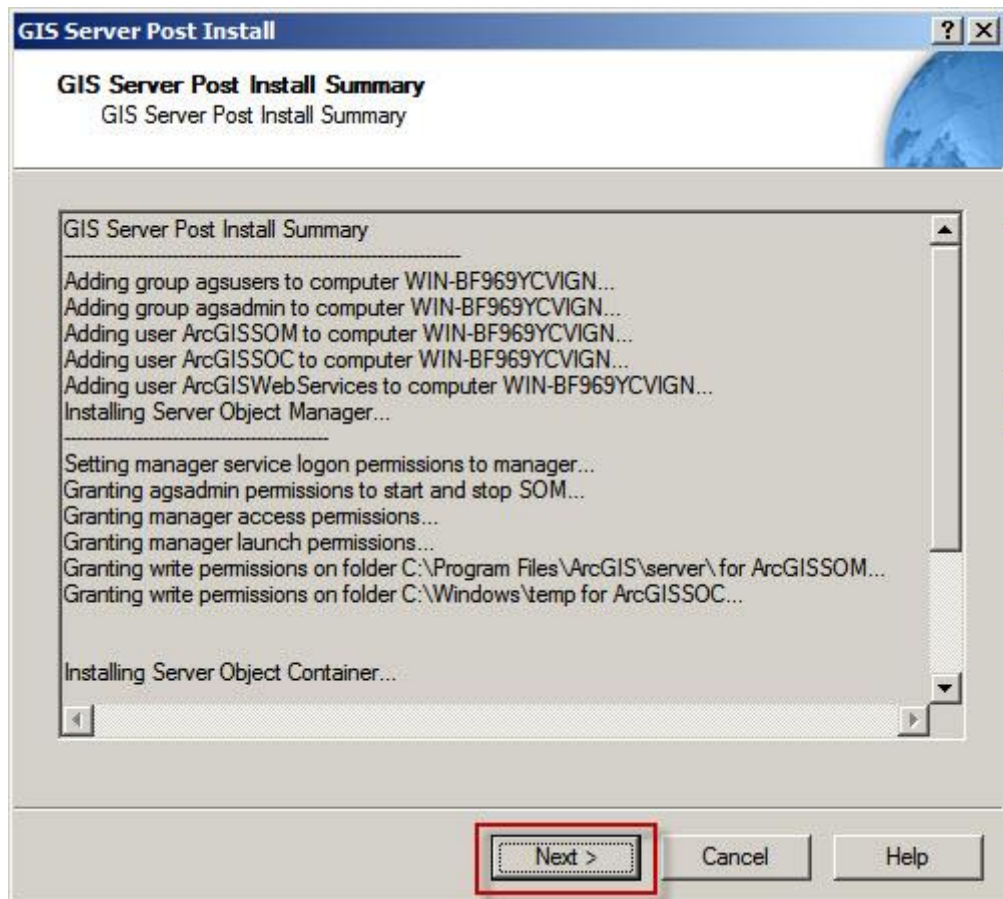 GIS Server Post Install
GIS Server Post Install Summary
GIS Server Post Install Summary
GIS Server Post Install Summary
Adding group agsusers to computer WIN-BF969YCVIGN...
Adding group agsadmin to computer WIN-BF969YCVIGN...
Adding user ArcGISSOM to computer WIN-BF969YCVIGN...
Adding user ArcGISSOC to computer WIN-BF969YCVIGN...
Adding user ArcGISWebServices to computer WIN-BF969YCVIGN...
Installing Server Object Manager...
Setting manager service logon permissions to manager...
Granting agsadmin permissions to start and stop SOM...
Granting manager access permissions...
Granting manager launch permissions...
Granting write permissions on folder C:\Program Files\ArcGIS\server\ for ArcGISSOM...
Granting write permissions on folder C:\Windows\temp for ArcGISSOC...
Installing Server Object Container...
Next >
Cancel
Help